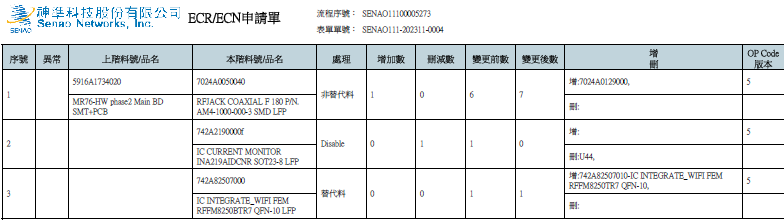 神準科技股份有限公司
Senao Networks, Inc.
SENAO
ECR/ECN申請單
流程序號： SENAO11100005273
表單單號： SENAO111-202311-0004
序號 異常 上階料號/品名 本階料號/品名 處理 增加數 刪減數 變更前數 變更後數 增 刪 OP Code 版本
1 5916A1734020 7024A0050040 非替代料 1 0 6 7 增:7024A0129000, 5
MR76-HW phase2 Main BD SMT+PCB RFJACK COAXIAL F 180 P/N. AM4-1000-000-3 SMD LFP 刪:
2 742A2190000f Disable 0 1 1 0 增: 5
IC CURRENT MONITOR INA219AIDCNR SOT23-8 LFP 刪:U44,
3 742A82507000 替代料 0 0 1 1 增:742A82507010-IC INTEGRATE_WIFI FEM RFFM8250TR7 QFN-10, 5
IC INTEGRATE_WIFI FEM RFFM8250BTR7 QFN-10 LFP 刪: